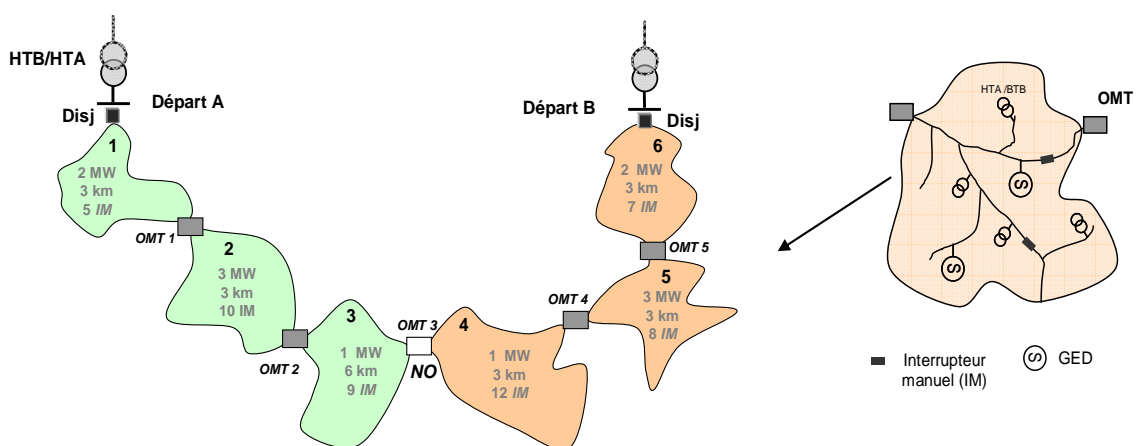 HTB/HTA
Départ A
Disj
1
2 MW
3 km
5 IM
OMT 1
2
3 MW
3 km
10 IM
OMT 2
3
1 MW
6 km
9 IM
OMT 3
NO
4
1 MW
3 km
12 IM
OMT 4
5
3 MW
3 km
8 IM
OMT 5
Départ B
Disj
6
2 MW
3 km
7 IM
HTA /BTB
OMT
S
S
Interrupteur
manuel (IM)
S
GED